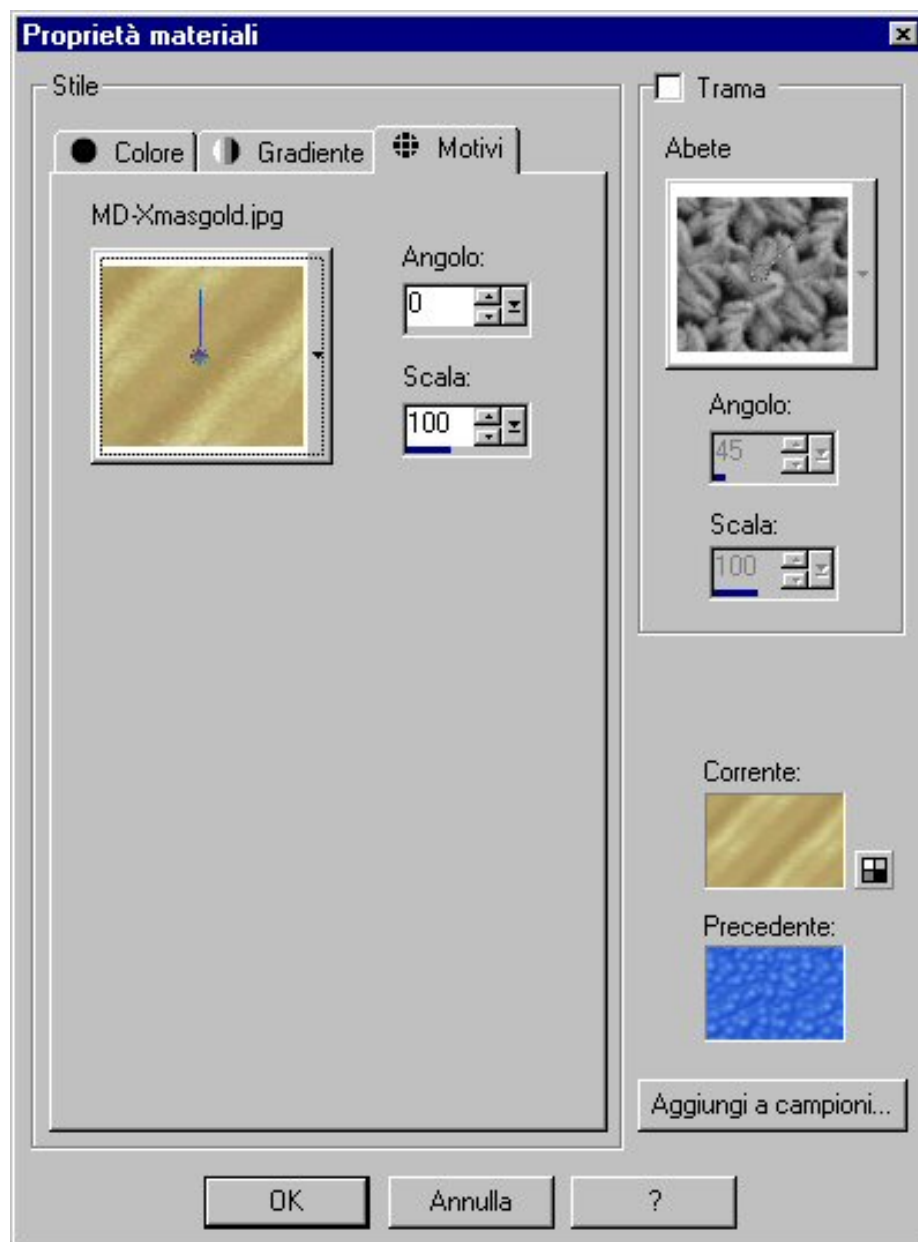 Proprietà materiali
Stile
Colore
Gradiente
Motivi
MD-Xmasgold.jpg
Angolo:
0
Scala:
100
Trama
Abete
Angolo:
45
Scala:
100
Corrente:
Precedente:
Aggiungi a campioni...
OK
Annulla
?